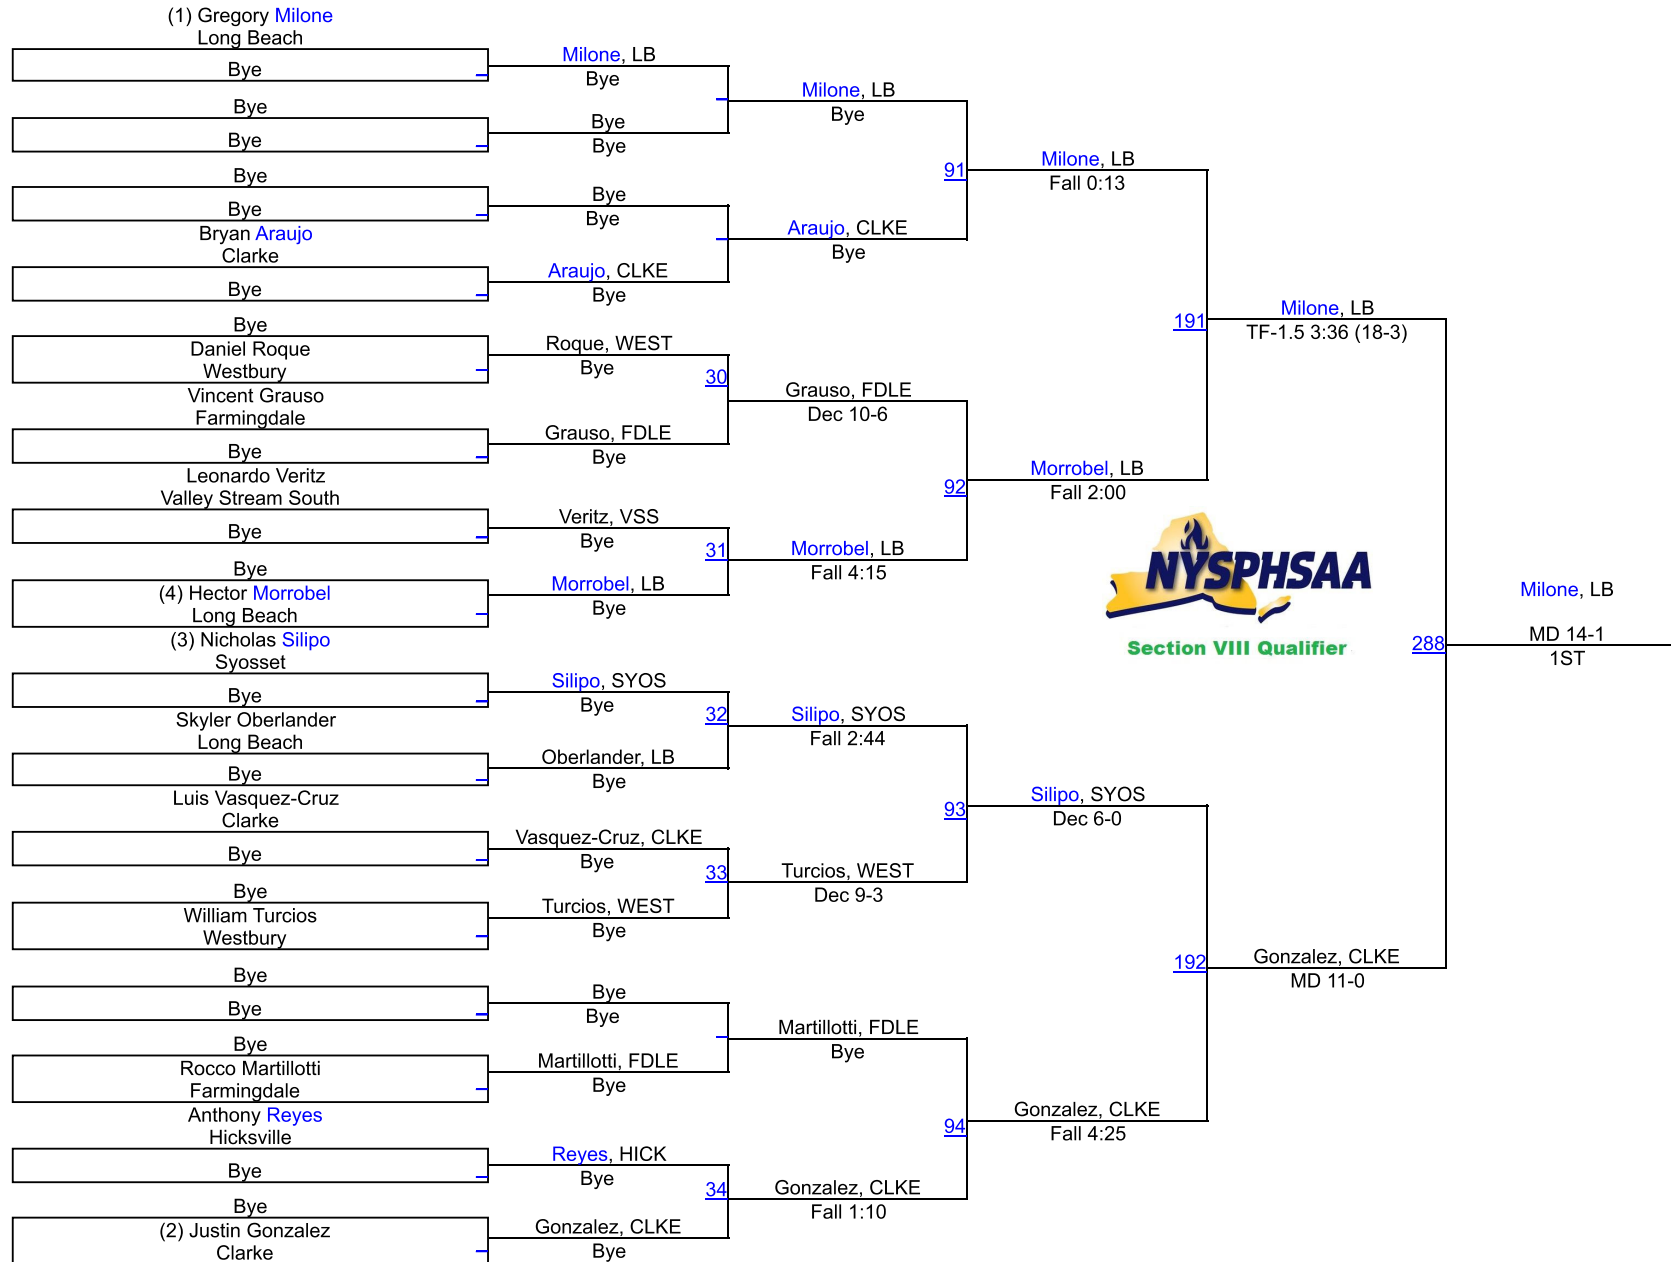 (1) Gregory Milone
Long Beach
Bye
Bye
Bye
Bye
Bye
Bryan Araujo
Clarke
Bye
Bye
Daniel Roque
Westbury
Vincent Grauso
Farmingdale
Bye
Leonardo Veritz
Valley Stream South
Bye
Bye
(4) Hector Morrobel
Long Beach
(3) Nicholas Silipo
Syosset
Bye
Skyler Oberlander
Long Beach
Bye
Luis Vasquez-Cruz
Clarke
Bye
Bye
William Turcios
Westbury
Bye
Bye
Bye
Rocco Martillotti
Farmingdale
Anthony Reyes
Hicksville
Bye
Bye
(2) Justin Gonzalez
Clarke
Milone, LB
Bye
Bye
Bye
Bye
Bye
Araujo, CLKE
Bye
Roque, WEST
Bye
30
Grauso, FDLE
Bye
Veritz, VSS
Bye
31
Morrobel, LB
Bye
Silipo, SYOS
Bye
32
Oberlander, LB
Bye
Vasquez-Cruz, CLKE
Bye
33
Turcios, WEST
Bye
Bye
Bye
Martillotti, FDLE
Bye
Reyes, HICK
Bye
34
Gonzalez, CLKE
Bye
Milone, LB
Bye
91
Araujo, CLKE
Bye
Grauso, FDLE
Dec 10-6
92
Morrobel, LB
Fall 4:15
Silipo, SYOS
Fall 2:44
93
Turcios, WEST
Dec 9-3
Martillotti, FDLE
Bye
94
Gonzalez, CLKE
Fall 1:10
Milone, LB
Fall 0:13
191
Morrobel, LB
Fall 2:00
Silipo, SYOS
Dec 6-0
192
Gonzalez, CLKE
Fall 4:25
Milone, LB
TF-1.5 3:36 (18-3)
NYSPHSAA
Section VIII Qualifier
288
Gonzalez, CLKE
MD 11-0
Milone, LB
MD 14-1
1ST